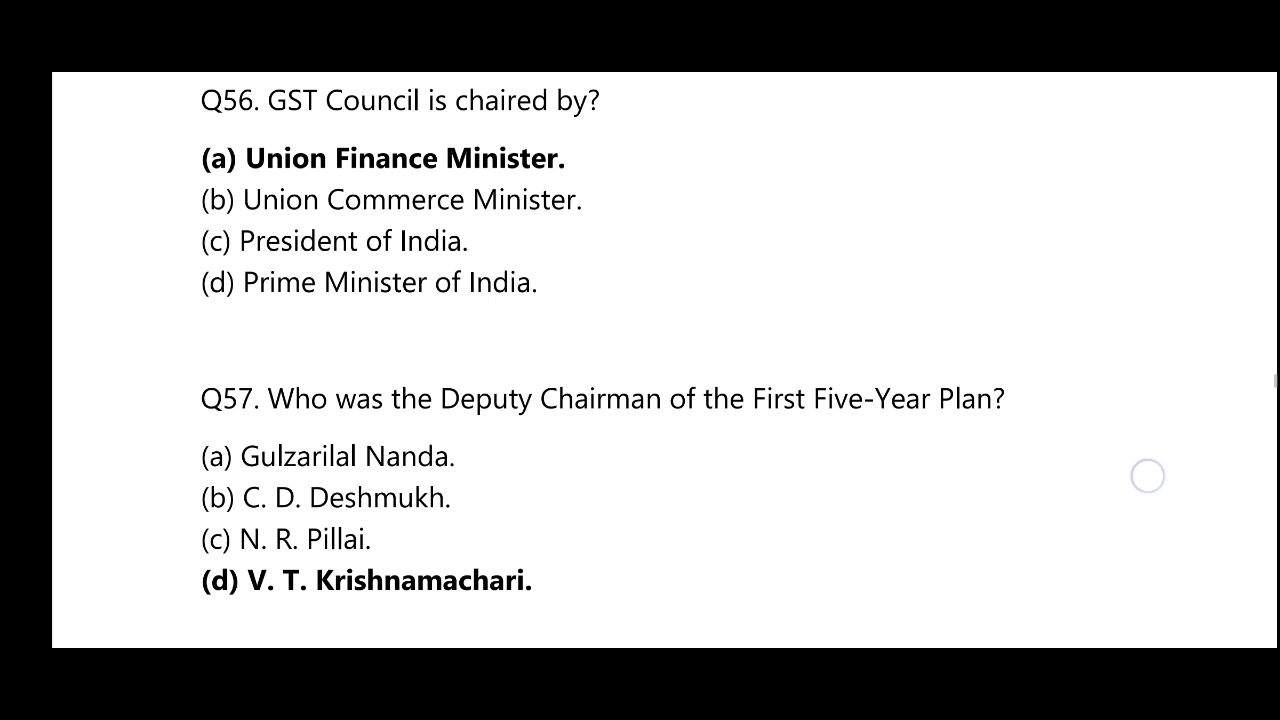 Q56. GST Council is chaired by?
(a) Union Finance Minister.
(b) Union Commerce Minister.
(c) President of India.
(d) Prime Minister of India.
Q57. Who was the Deputy Chairman of the First Five-Year Plan?
(a) Gulzarilal Nanda.
(b) C. D. Deshmukh.
(c) N. R. Pillai.
(d) V. T. Krishnamachari.